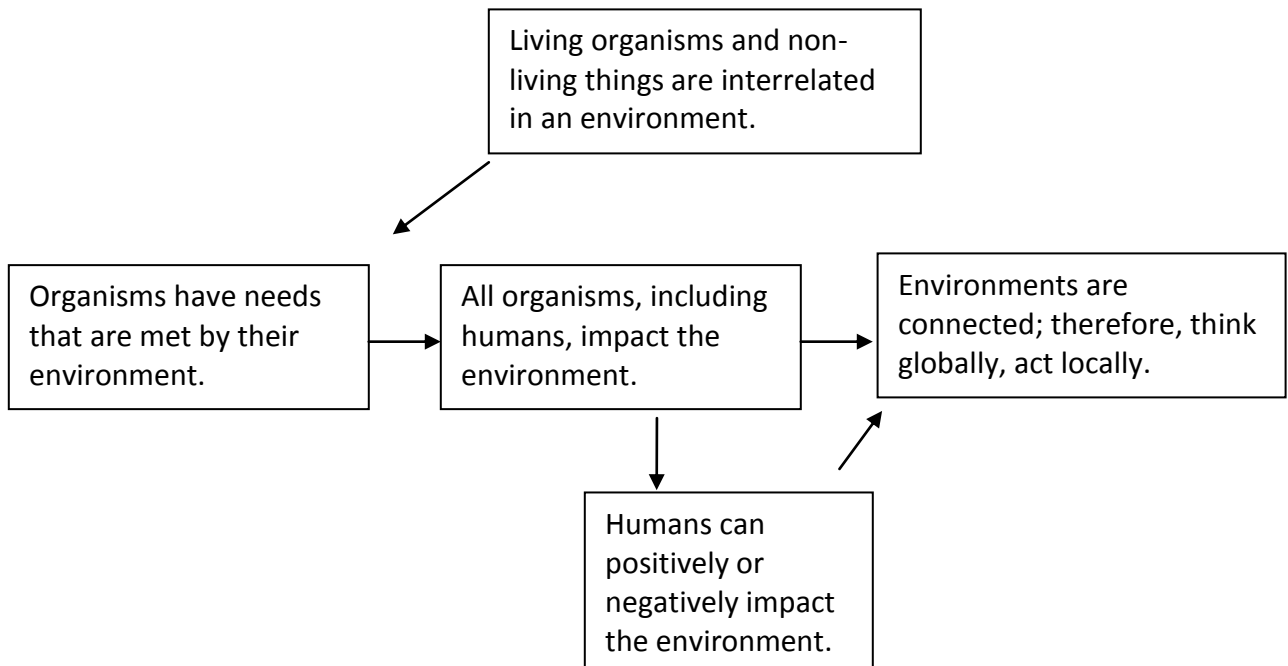 Living organisms and non-
living things are interrelated
in an environment.
Organisms have needs
that are met by their
environment.
All organisms, including
humans, impact the
environment.
Environments are
connected; therefore, think
globally, act locally.
Humans can
positively or
negatively impact
the environment.